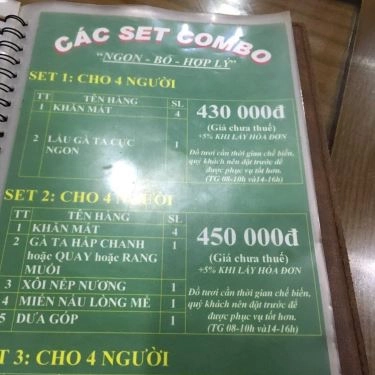 CÁC SET COMBO
"NGON - BỔ - HỢP LÝ"
SET 1: CHO 4 NGƯỜI
TT TÊN HÀNG SL
1 KHĂN MÁT 4
2 LẨU GÀ TA CỰC 1
NGON
430 000đ
(Giá chưa thuế)
+5% KHI LẤY HÓA ĐƠN
Đồ tươi cần thời gian chế biến,
quý khách nên đặt trước để
được phục vụ tốt hơn.
(TG 08-10h và14-16h)
SET 2: CHO 4 NGƯỜI
TT TÊN HÀNG SL
1 KHĂN MÁT 4
2 GÀ TA HẤP CHANH 1
hoặc QUAY hoặc RANG
MUỐI
3 XÔI NẾP NƯƠNG 1
4 MIẾN NẤU LÒNG MỀ 1
5 DƯA GÓP 1
450 000đ
(Giá chưa thuế)
+5% KHI LẤY HÓA ĐƠN
Đồ tươi cần thời gian chế biến,
quý khách nên đặt trước để
được phục vụ tốt hơn.
(TG 08-10h và14-16h)
SET 3: CHO 4 NGƯỜI